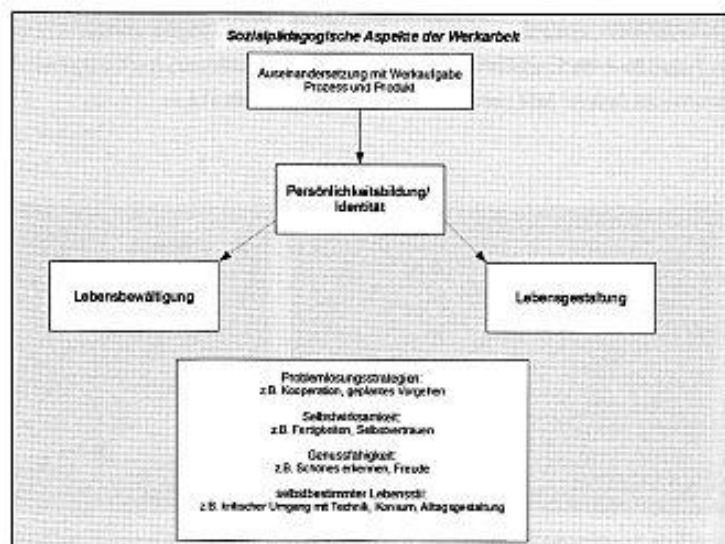 Sozialpädagogische Aspekte der Werkarbeit
Auseinandersetzung mit Werkaufgabe
Prozess und Produkt
Persönlichkeitsbildung/
Identität
Lebensbewältigung
Lebensgestaltung
Problemlösungsstrategien:
z.B. Kooperation, geplantes Vorgehen
Selbstwirksamkeit:
z.B. Fertigkeiten, Selbstvertrauen
Genussfähigkeit:
z.B. Schönes erkennen, Freude
selbstbestimmter Lebensstil:
z.B. kritischer Umgang mit Technik, Konsum, Alltagsgestaltung